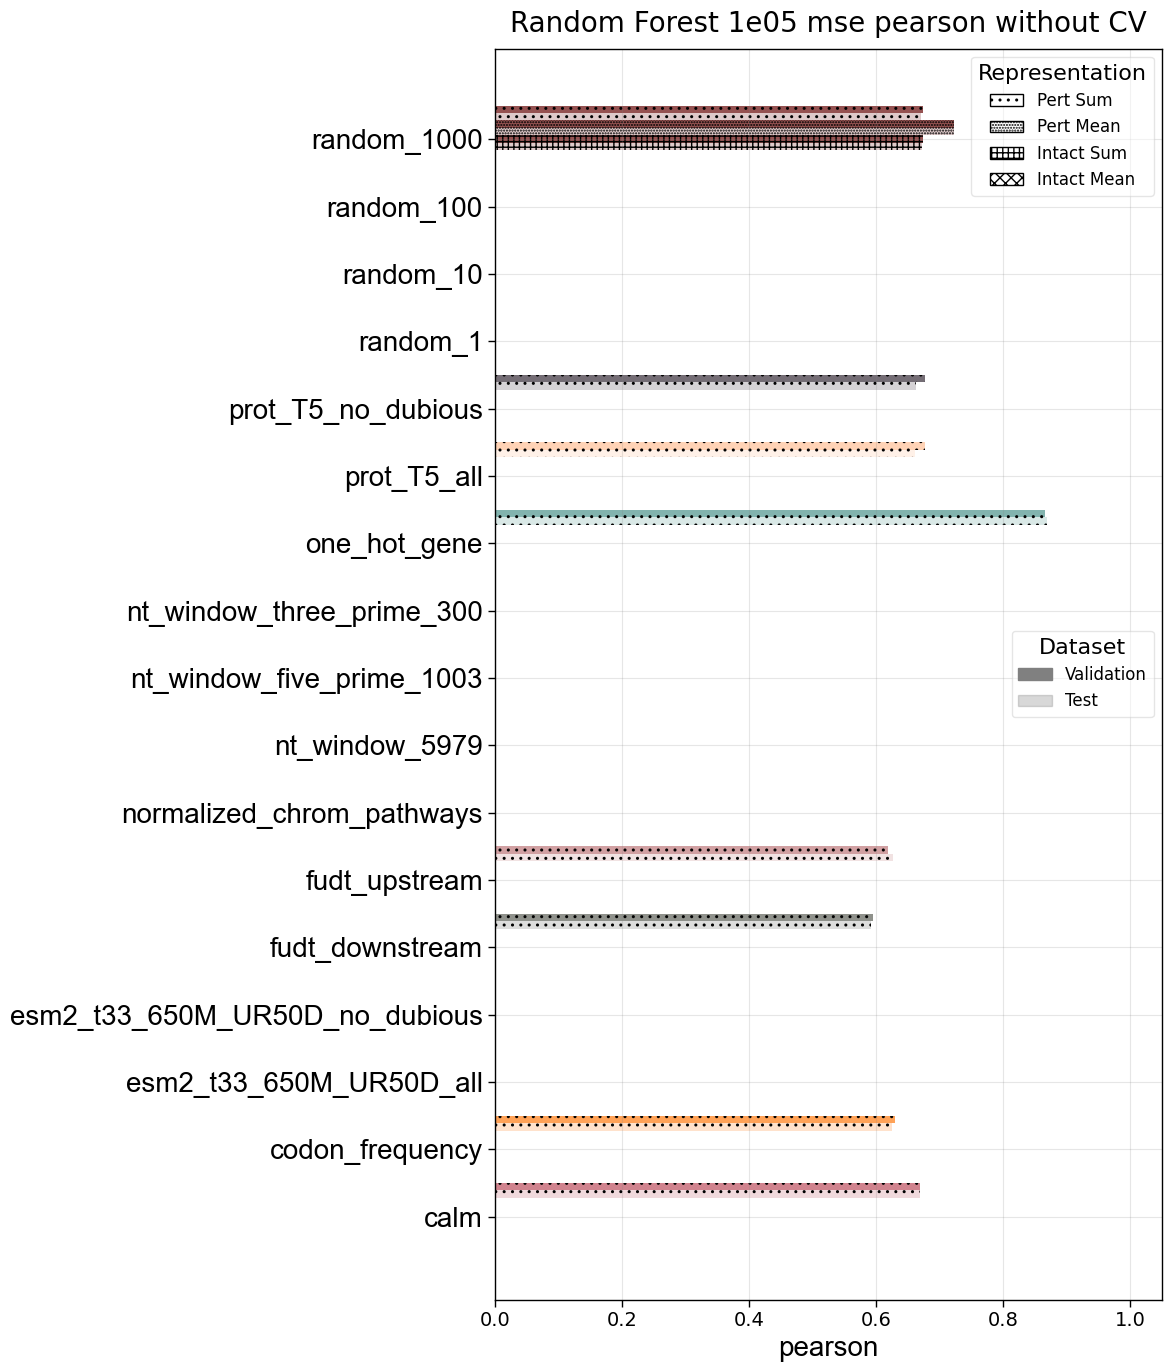 Random Forest 1e05 mse pearson without CV
Representation
Pert Sum
Pert Mean
Intact Sum
Intact Mean
random_1000
random_100
random_10
random_1
prot_T5_no_dubious
prot_T5_all
one_hot_gene
nt_window_three_prime_300
Dataset
Validation
Test
nt_window_five_prime_1003
nt_window_5979
normalized_chrom_pathways
fudt_upstream
fudt_downstream
esm2_t33_650M_UR50D_no_dubious
esm2_t33_650M_UR50D_all
codon_frequency
calm
0.0 0.2 0.4 0.6 0.8 1.0
pearson